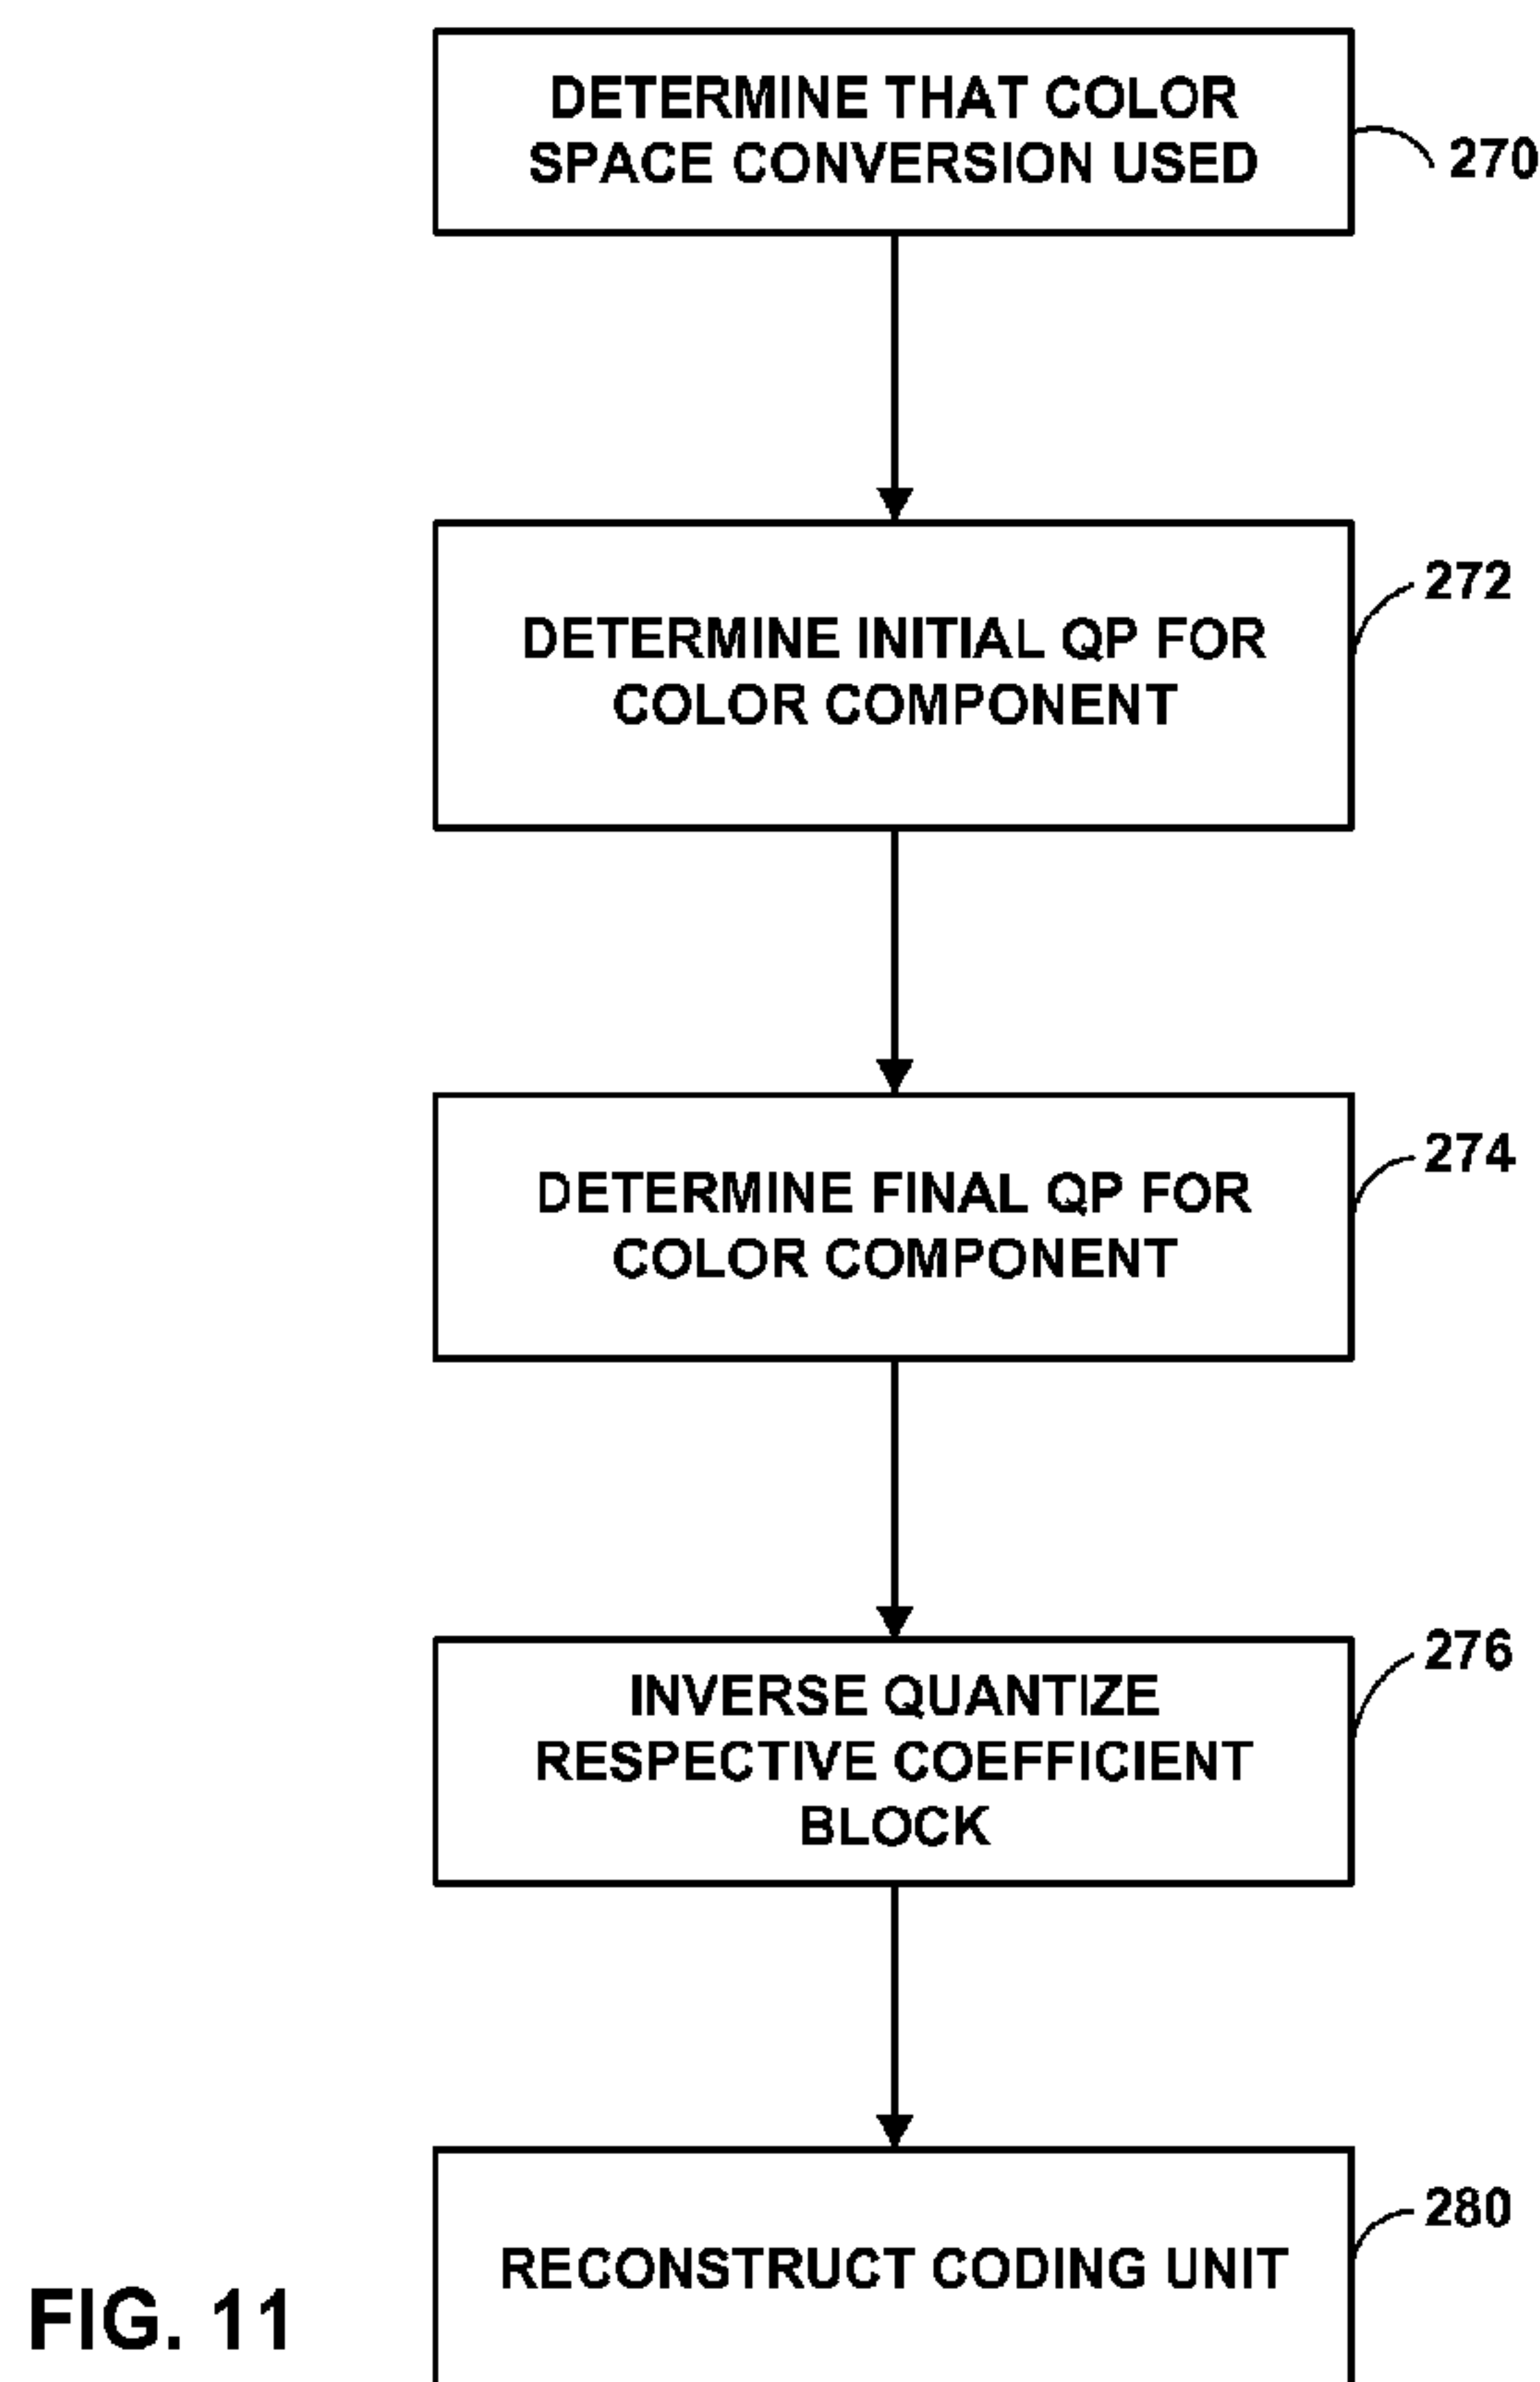 DETERMINE THAT COLOR
SPACE CONVERSION USED
270
DETERMINE INITIAL QP FOR
COLOR COMPONENT
272
DETERMINE FINAL QP FOR
COLOR COMPONENT
274
INVERSE QUANTIZE
RESPECTIVE COEFFICIENT
BLOCK
276
RECONSTRUCT CODING UNIT
280
FIG. 11